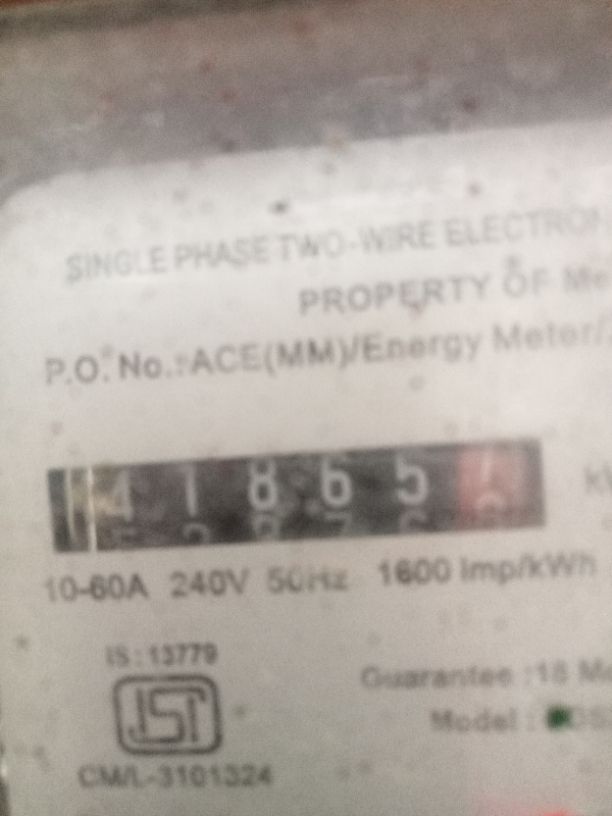 SINGLE PHASE TWO-WIRE ELECTRON
PROPERTY OF M
P.O. No.:ACE(MM)/Energy Meter/
41865
10-60A 240V 50Hz 1600 Imp/kWh
IS : 13779
ISI
Guarantee :18 M
Model :
CM/L-3101324